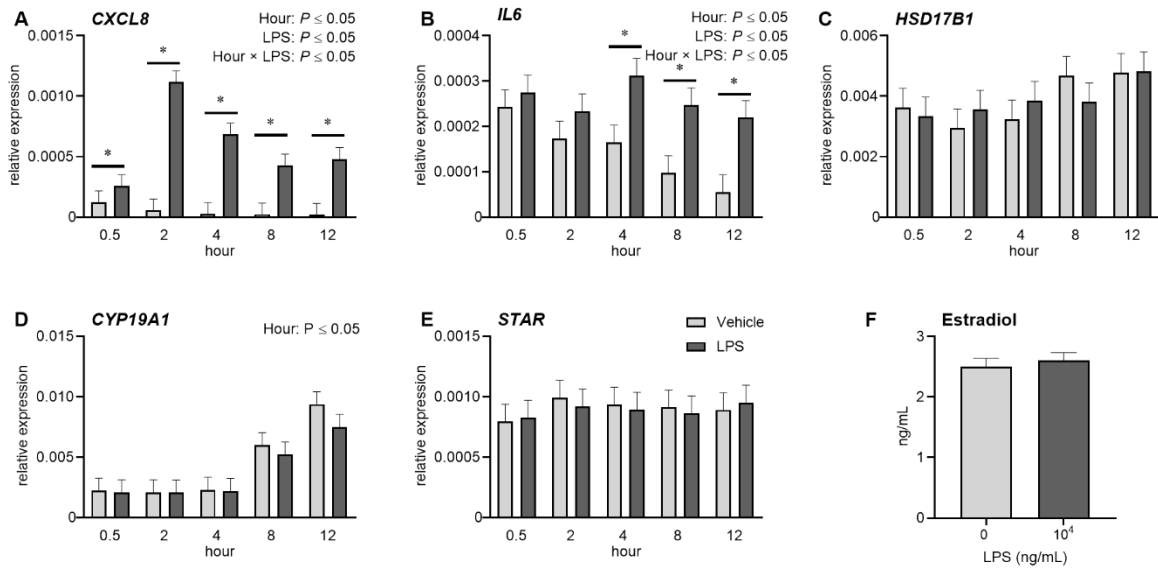 A CXCL8
Hour: P ≤ 0.05
LPS: P ≤ 0.05
Hour × LPS: P ≤ 0.05
relative expression
0.0015
0.0010
0.0005
0
* * * * *
0.5 2 4 8 12
hour
B IL6
Hour: P ≤ 0.05
LPS: P ≤ 0.05
Hour × LPS: P ≤ 0.05
relative expression
0.0004
0.0003
0.0002
0.0001
0
* * *
0.5 2 4 8 12
hour
C HSD17B1
relative expression
0.006
0.004
0.002
0
0.5 2 4 8 12
hour
D CYP19A1
Hour: P ≤ 0.05
relative expression
0.015
0.010
0.005
0
0.5 2 4 8 12
hour
E STAR
Vehicle
LPS
relative expression
0.0015
0.0010
0.0005
0
0.5 2 4 8 12
hour
F Estradiol
ng/mL
3
2
1
0
0 10⁴
LPS (ng/mL)